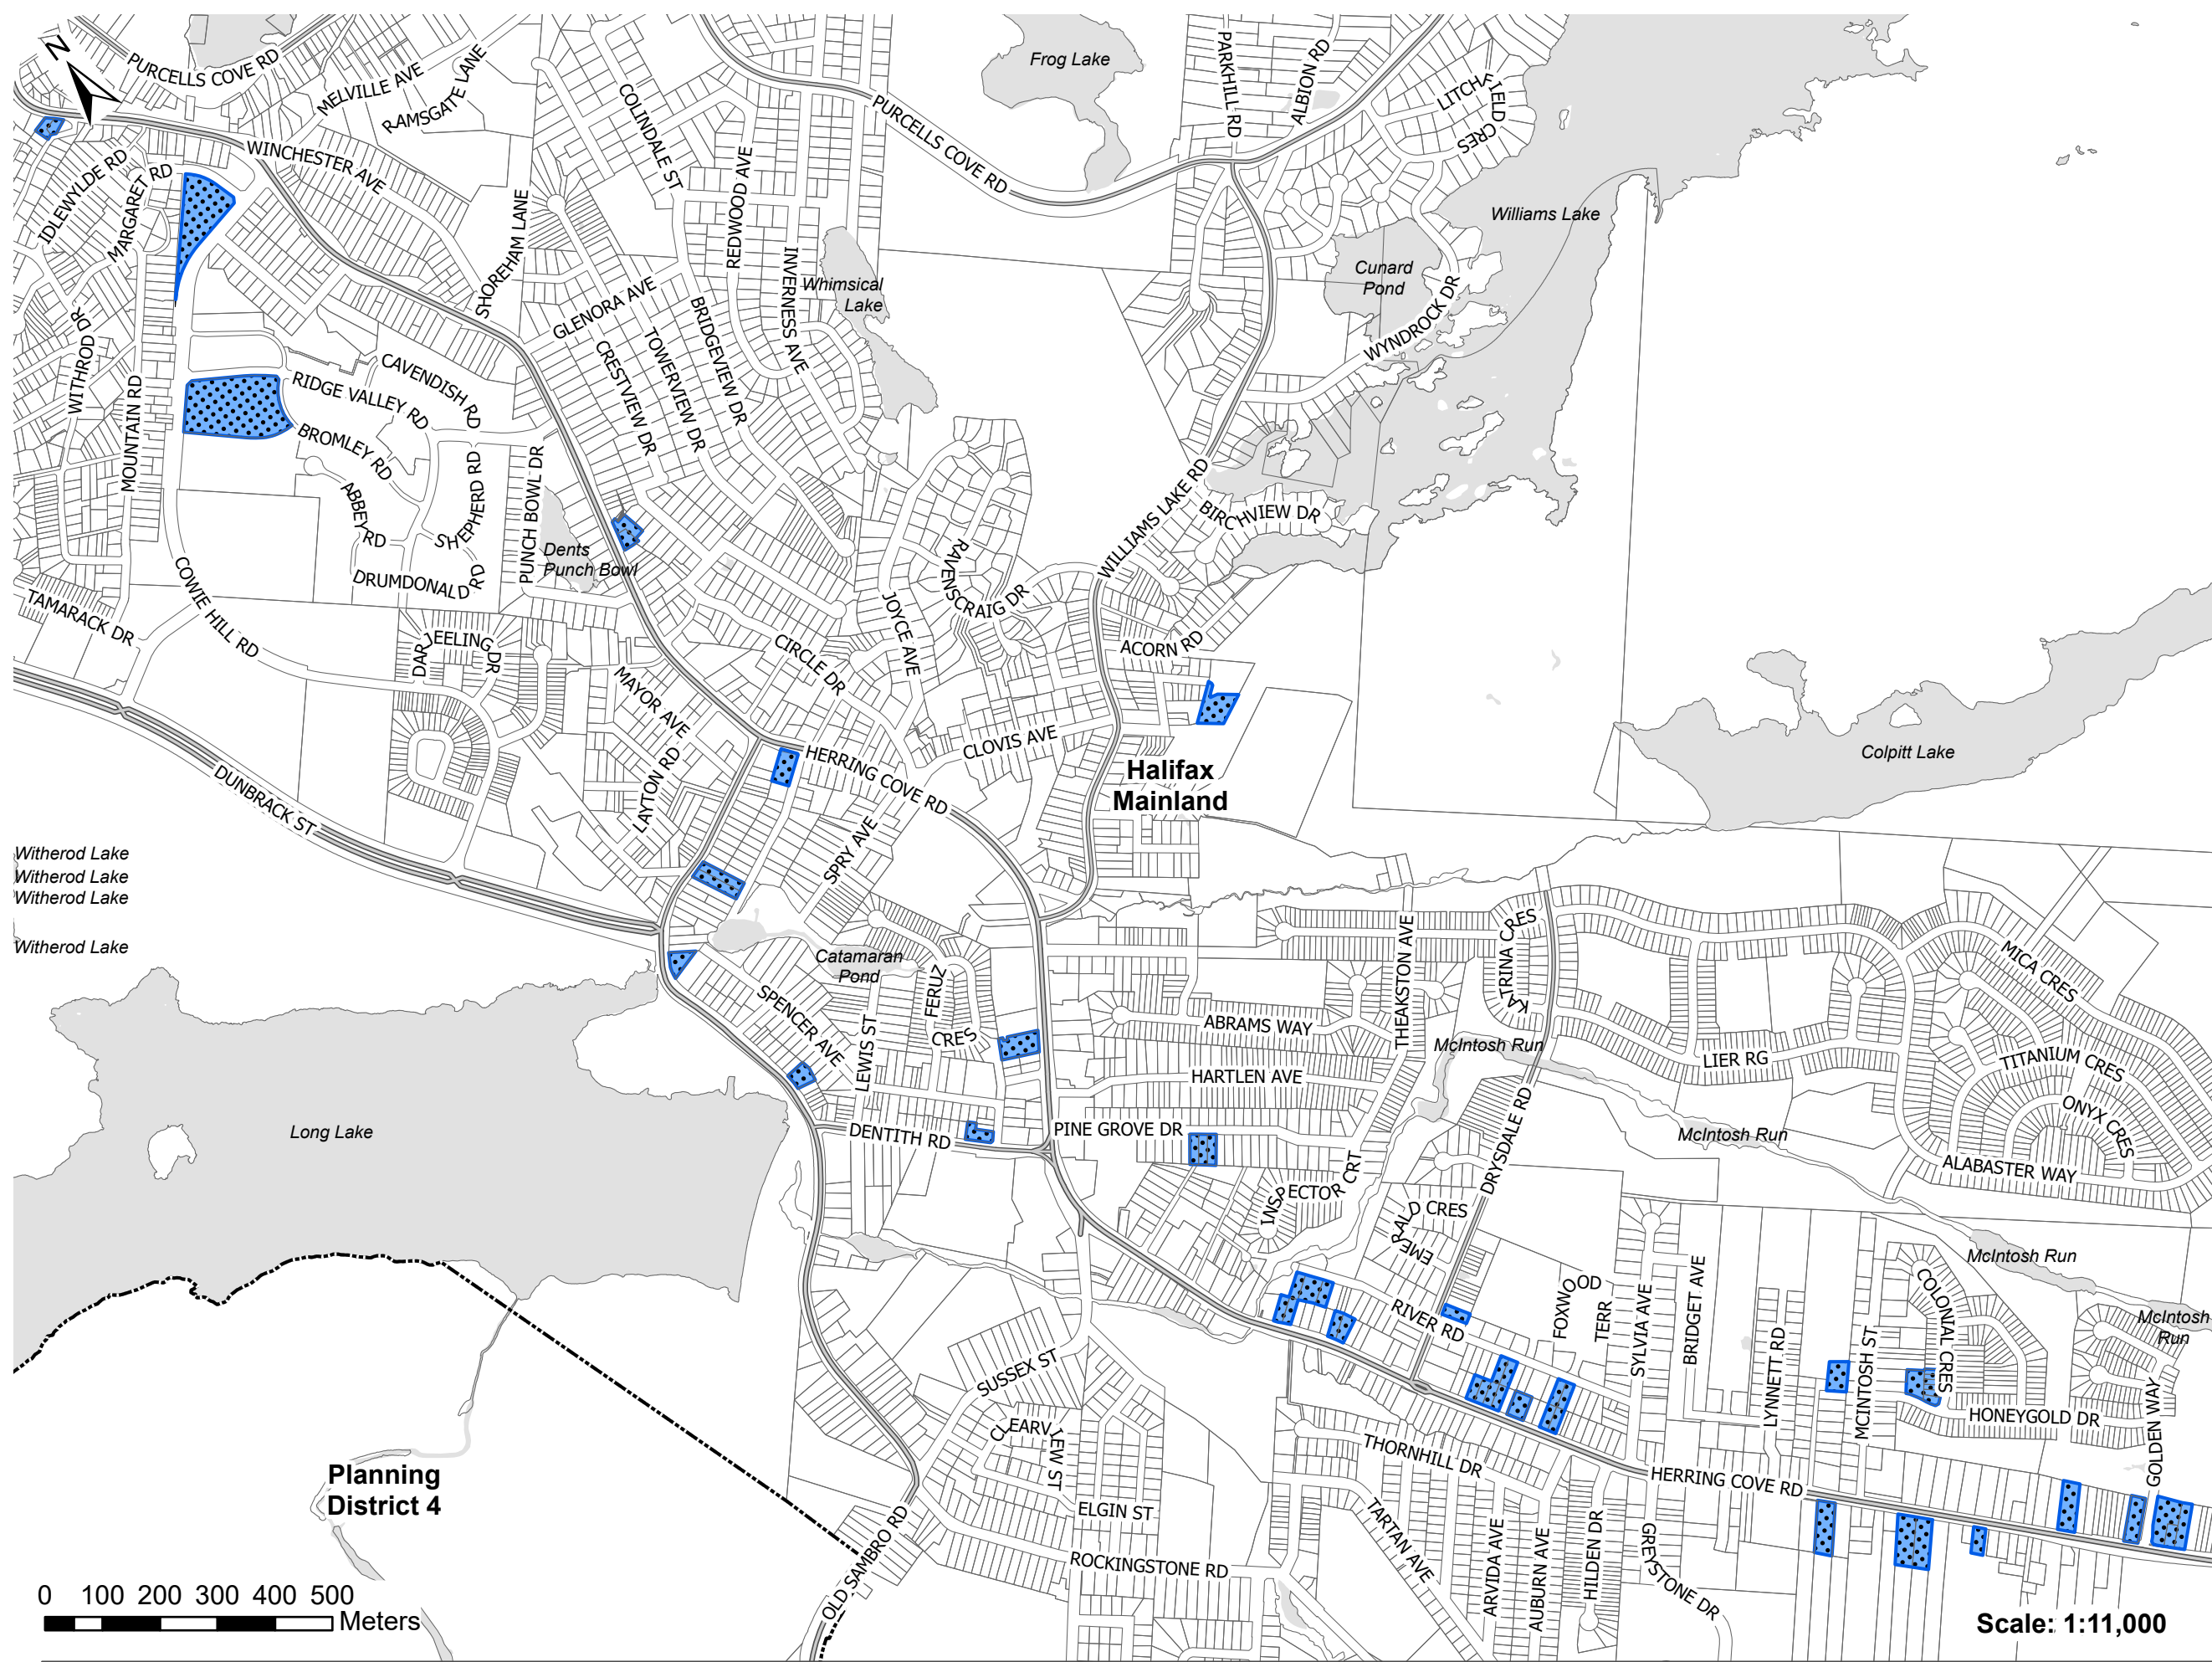 N
PURCELLS COVE RD
MELVILLE AVE
RAMSGATE LANE
COLINDALE ST
Frog Lake
PARKHILL RD
ALBION RD
LITCHFIELD CRES
PURCELLS COVE RD
WINCHESTER AVE
IDLEWYLDE RD
MARGARET RD
SHOREHAM LANE
REDWOOD AVE
INVERNESS AVE
Whimsical
Lake
Williams Lake
Cunard
Pond
WYNDROCK DR
GLENORA AVE
BRIDGEVIEW DR
TOWERVIEW DR
CRESTVIEW DR
WITHROD DR
MOUNTAIN RD
CAVENDISH RD
RIDGE VALLEY RD
BROMLEY RD
ABBEY RD
SHEPHERD RD
PUNCH BOWL DR
Dents
Punch Bowl
DRUMDONALD RD
WILLIAMS LAKE RD
BIRCHVIEW DR
RAVENSCRAIG DR
JOYCE AVE
ACORN RD
TAMARACK DR
COWIE HILL RD
DARJEELING DR
MAYOR AVE
CIRCLE DR
CLOVIS AVE
HERRING COVE RD
LAYTON RD
SPRY AVE
Halifax
Mainland
Colpitt Lake
DUNBRACK ST
Witherod Lake
Witherod Lake
Witherod Lake
Witherod Lake
Catamaran
Pond
SPENCER AVE
LEWIS ST
FERUZ
CRES
THEAKSTON AVE
KATRINA CRES
MICA CRES
ABRAMS WAY
McIntosh Run
LIER RG
TITANIUM CRES
ONYX CRES
HARTLEN AVE
Long Lake
DENTITH RD
PINE GROVE DR
McIntosh Run
ALABASTER WAY
DRYSDALE RD
INSPECTOR CRT
EMERALD CRES
McIntosh Run
RIVER RD
FOXWOOD
TERR
SYLVIA AVE
BRIDGET AVE
LYNNETT RD
MCINTOSH ST
COLONIAL CRES
McIntosh
Run
HONEYGOLD DR
GOLDEN WAY
SUSSEX ST
CLEARVIEW ST
THORNHILL DR
HERRING COVE RD
Planning
District 4
ELGIN ST
OLD SAMBRO RD
ROCKINGSTONE RD
TARTAN AVE
ARVIDA AVE
AUBURN AVE
HILDEN DR
GREYSTONE DR
0 100 200 300 400 500
Meters
Scale: 1:11,000